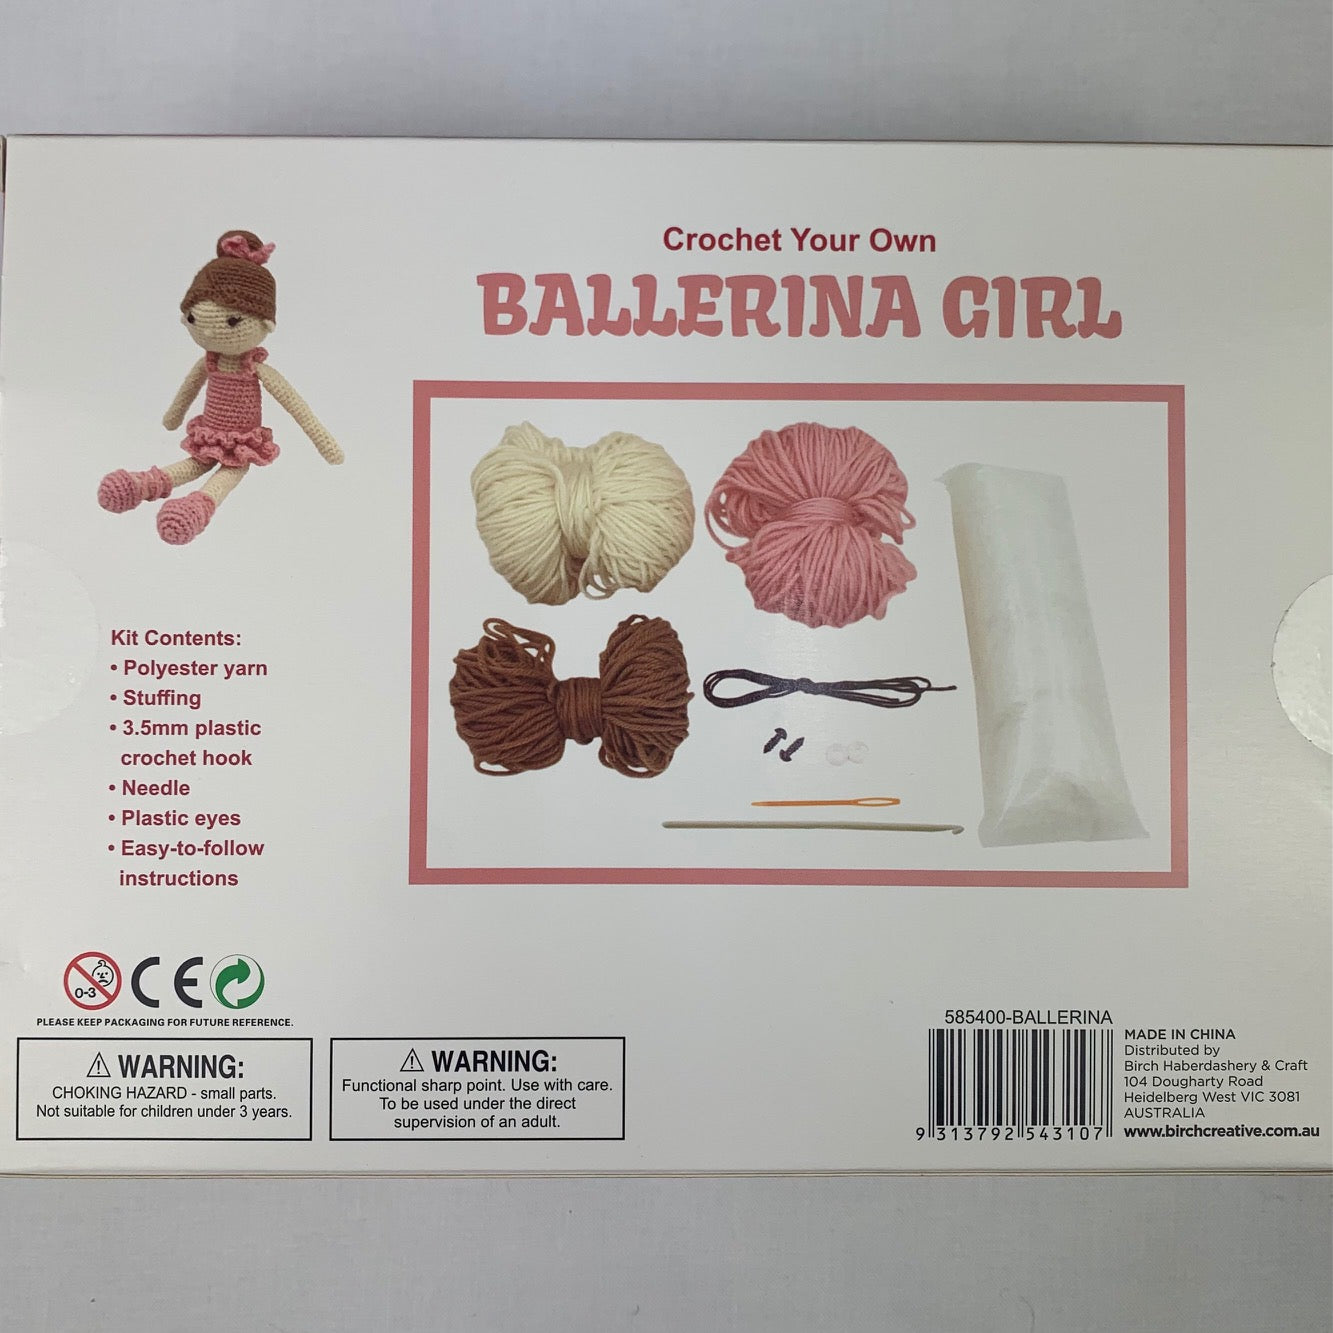 Crochet Your Own
BALLERINA GIRL
Kit Contents:
• Polyester yarn
• Stuffing
• 3.5mm plastic
crochet hook
• Needle
• Plastic eyes
• Easy-to-follow
instructions
0-3
CE
PLEASE KEEP PACKAGING FOR FUTURE REFERENCE.
⚠ WARNING:
CHOKING HAZARD - small parts.
Not suitable for children under 3 years.
⚠ WARNING:
Functional sharp point. Use with care.
To be used under the direct
supervision of an adult.
585400-BALLERINA
9 313792 543107
MADE IN CHINA
Distributed by
Birch Haberdashery & Craft
104 Dougharty Road
Heidelberg West VIC 3081
AUSTRALIA
www.birchcreative.com.au